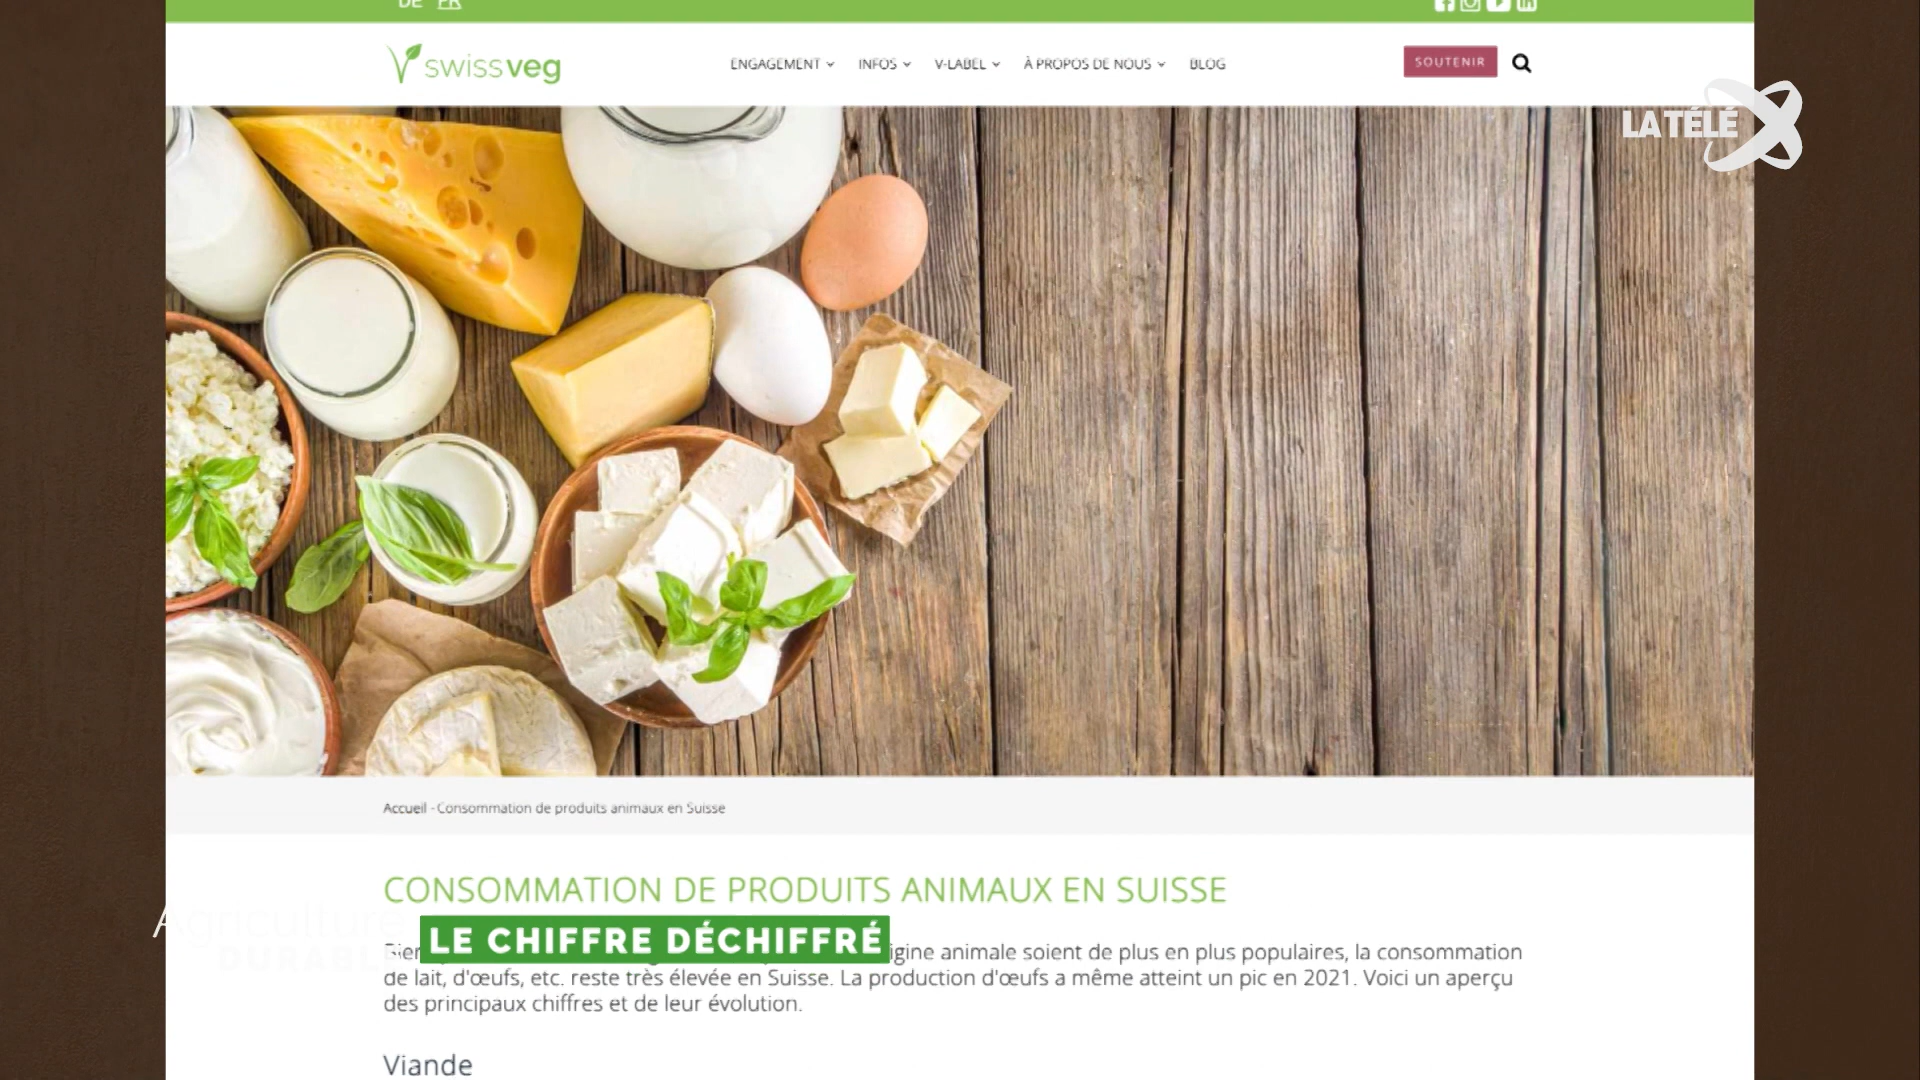 DE FR
swissveg
ENGAGEMENT INFOS V-LABEL À PROPOS DE NOUS BLOG
SOUTENIR
LATÉLÉ
Accueil - Consommation de produits animaux en Suisse
CONSOMMATION DE PRODUITS ANIMAUX EN SUISSE
Agriculture
DURABLE
LE CHIFFRE DÉCHIFFRÉ
animale soient de plus en plus populaires, la consommation
de lait, d'œufs, etc. reste très élevée en Suisse. La production d'œufs a même atteint un pic en 2021. Voici un aperçu
des principaux chiffres et de leur évolution.
Viande